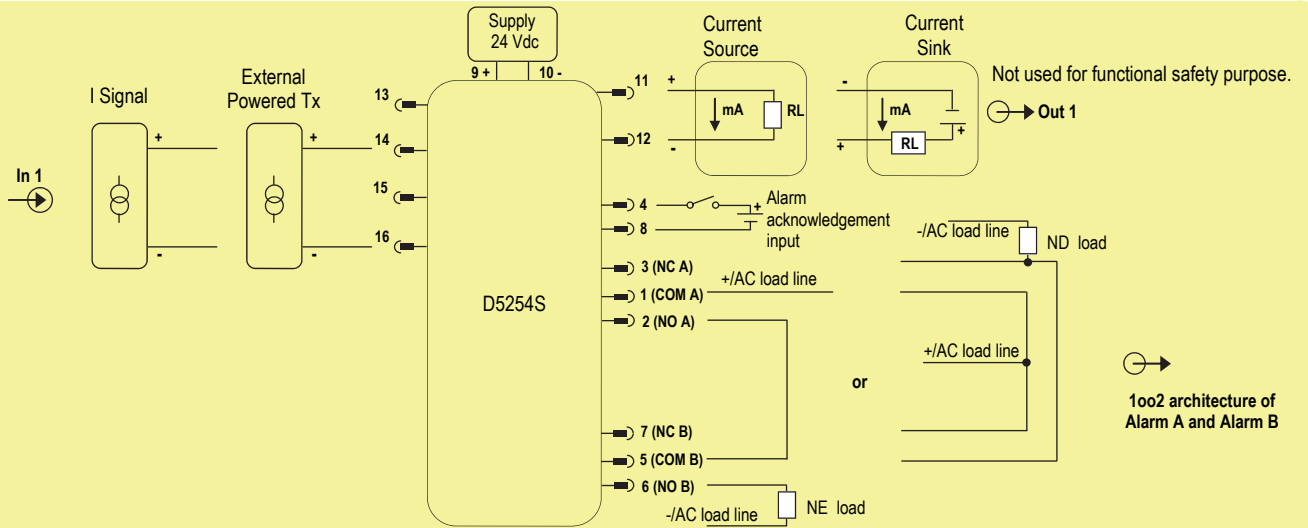 Supply
24 Vdc
9 +
10 -
Current
Source
Current
Sink
Not used for functional safety purpose.
I Signal
External
Powered Tx
13
14
15
16
11
12
+
-
mA
RL
-
+
mA
RL
+
Out 1
In 1
+
-
+
-
D5254S
4
8
+
Alarm
acknowledgement
input
3 (NC A)
1 (COM A)
2 (NO A)
+/AC load line
-/AC load line
ND load
+/AC load line
or
1oo2 architecture of
Alarm A and Alarm B
7 (NC B)
5 (COM B)
6 (NO B)
-/AC load line
NE load